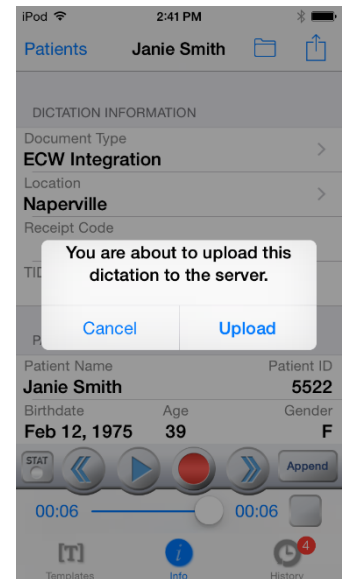 iPod 2:41 PM
Patients Janie Smith
DICTATION INFORMATION
Document Type
ECW Integration
Location
Naperville
Receipt Code
You are about to upload this
dictation to the server.
TID
Cancel Upload
PA
Patient Name Patient ID
Janie Smith 5522
Birthdate Age Gender
Feb 12, 1975 39 F
STAT Append
00:06 00:06
[T] i 4
Templates Info History